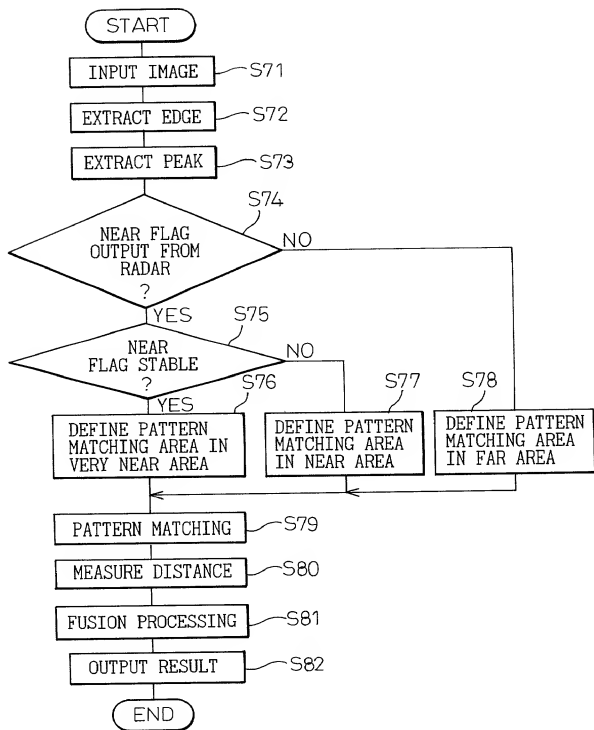 START
INPUT IMAGE
S71
EXTRACT EDGE
S72
EXTRACT PEAK
S73
S74
NEAR FLAG
OUTPUT FROM
RADAR
?
NO
YES
S75
NEAR
FLAG STABLE
?
NO
YES
S76
DEFINE PATTERN
MATCHING AREA IN
VERY NEAR AREA
S77
DEFINE PATTERN
MATCHING AREA
IN NEAR AREA
S78
DEFINE PATTERN
MATCHING AREA
IN FAR AREA
PATTERN MATCHING
S79
MEASURE DISTANCE
S80
FUSION PROCESSING
S81
OUTPUT RESULT
S82
END